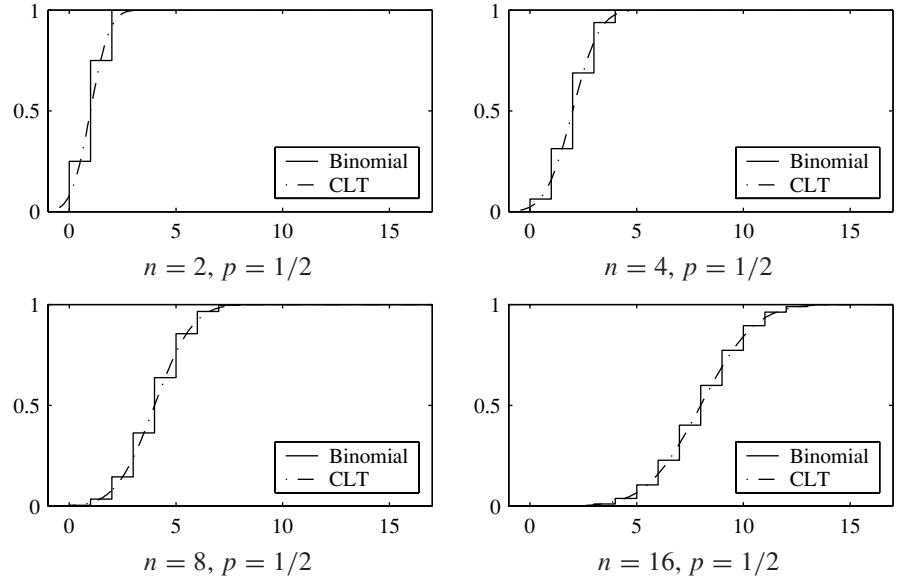 1
0.5
0
0 5 10 15
Binomial
CLT
n = 2, p = 1/2
1
0.5
0
0 5 10 15
Binomial
CLT
n = 4, p = 1/2
1
0.5
0
0 5 10 15
Binomial
CLT
n = 8, p = 1/2
1
0.5
0
0 5 10 15
Binomial
CLT
n = 16, p = 1/2